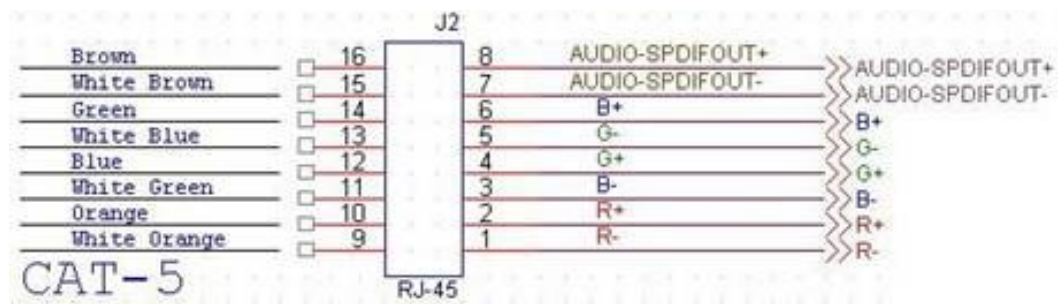 J2
Brown 16 8 AUDIO-SPDIFOUT+ AUDIO-SPDIFOUT+
White Brown 15 7 AUDIO-SPDIFOUT- AUDIO-SPDIFOUT-
Green 14 6 B+ B+
White Blue 13 5 G- G-
Blue 12 4 G+ G+
White Green 11 3 B- B-
Orange 10 2 R+ R+
White Orange 9 1 R- R-
CAT-5 RJ-45